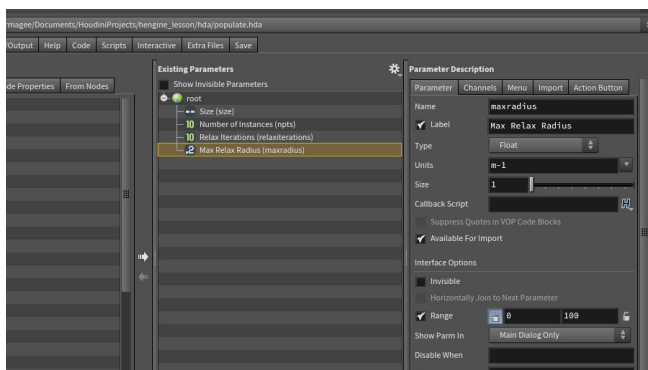 rmagee/Documents/HoudiniProjects/hengine_lesson/hda/populate.hda
/Output Help Code Scripts Interactive Extra Files Save
Existing Parameters
Parameter Description
de Properties From Nodes
Show Invisible Parameters
Parameter Channels Menu Import Action Button
root
Name maxradius
Size (size)
Label Max Relax Radius
10 Number of Instances (npts)
10 Relax Iterations (relaxiterations)
Type Float
.2 Max Relax Radius (maxradius)
Units m-1
Size 1
Callback Script
Suppress Quotes in VOP Code Blocks
Available For Import
Interface Options
Invisible
Horizontally Join to Next Parameter
Range 0 100
Show Parm In Main Dialog Only
Disable When